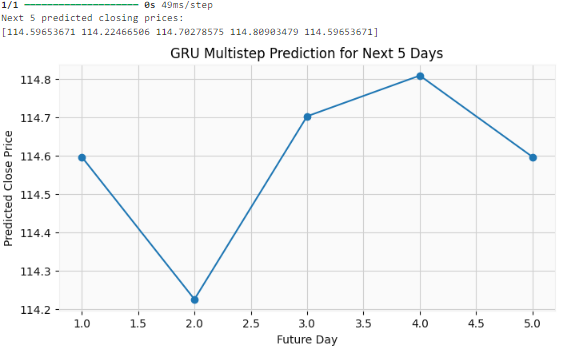 1/1 ━━━━━━━━━━━━━━━━━━━━ 0s 49ms/step
Next 5 predicted closing prices:
[114.59653671 114.22466506 114.70278575 114.80903479 114.59653671]
GRU Multistep Prediction for Next 5 Days
114.8
114.7
114.6
114.5
114.4
114.3
114.2
Predicted Close Price
1.0 1.5 2.0 2.5 3.0 3.5 4.0 4.5 5.0
Future Day